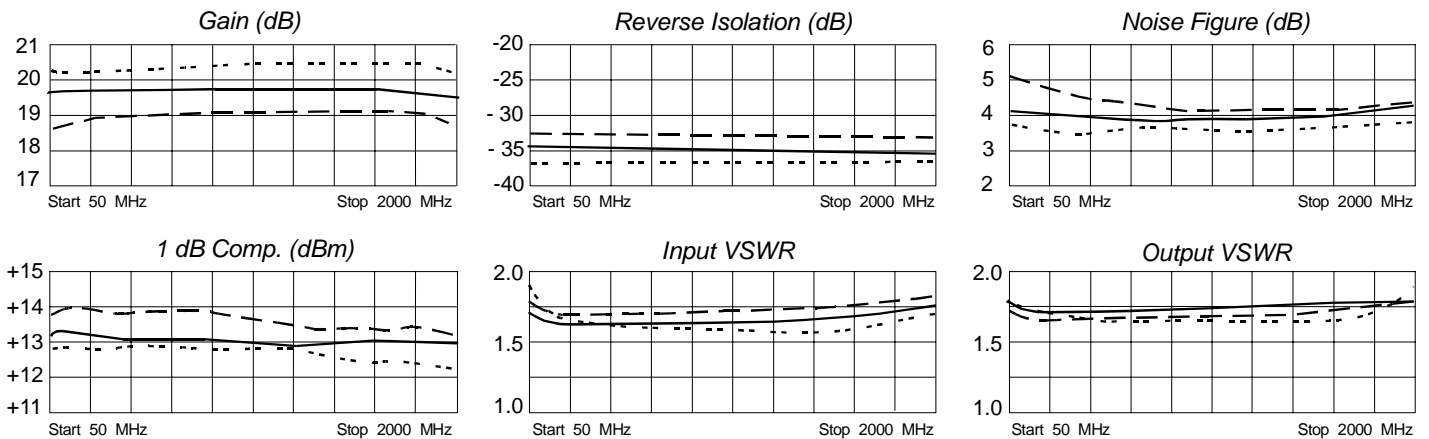 Gain (dB)
21
20
19
18
17
Start 50 MHz
Stop 2000 MHz
Reverse Isolation (dB)
-20
-25
-30
- 35
-40
Start 50 MHz
Stop 2000 MHz
Noise Figure (dB)
6
5
4
3
2
Start 50 MHz
Stop 2000 MHz
1 dB Comp. (dBm)
+15
+14
+13
+12
+11
Start 50 MHz
Stop 2000 MHz
Input VSWR
2.0
1.5
1.0
Start 50 MHz
Stop 2000 MHz
Output VSWR
2.0
1.5
1.0
Start 50 MHz
Stop 2000 MHz